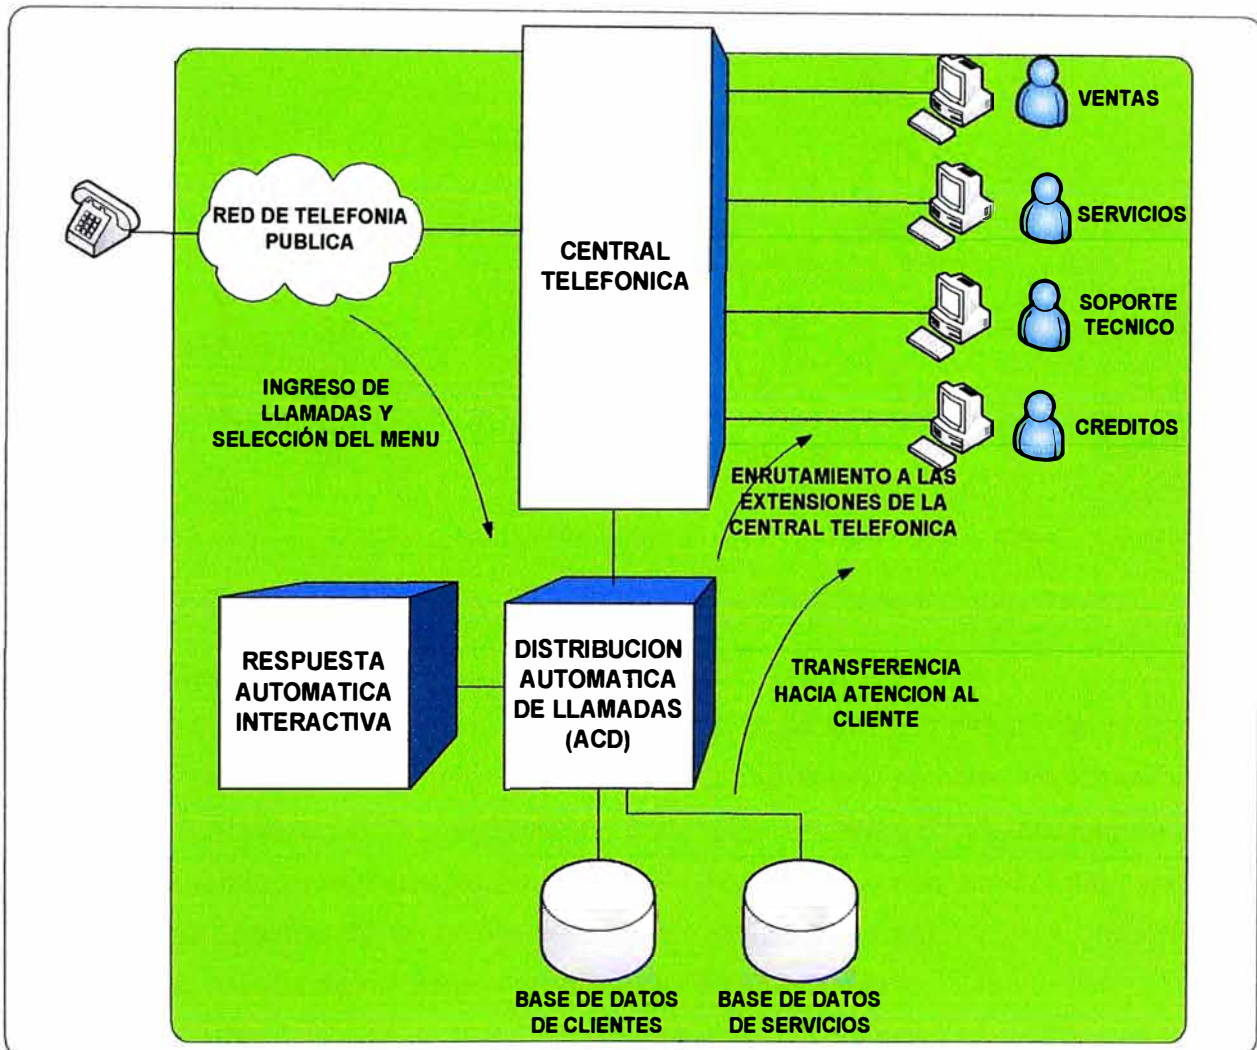 VENTAS
RED DE TELEFONIA
PUBLICA
SERVICIOS
CENTRAL
TELEFÓNICA
SOPORTE
TECNICO
INGRESO DE
LLAMADAS Y
SELECCIÓN DEL MENU
CREDITOS
ENRUTAMIENTO A LAS
EXTENSIONES DE LA
CENTRAL TELEFONICA
RESPUESTA
AUTOMATICA
INTERACTIVA
DISTRIBUCION
AUTOMATICA
DE LLAMADAS
(ACD)
TRANSFERENCIA
HACIA ATENCION AL
CLIENTE
BASE DE DATOS
DE CLIENTES
BASE DE DATOS
DE SERVICIOS